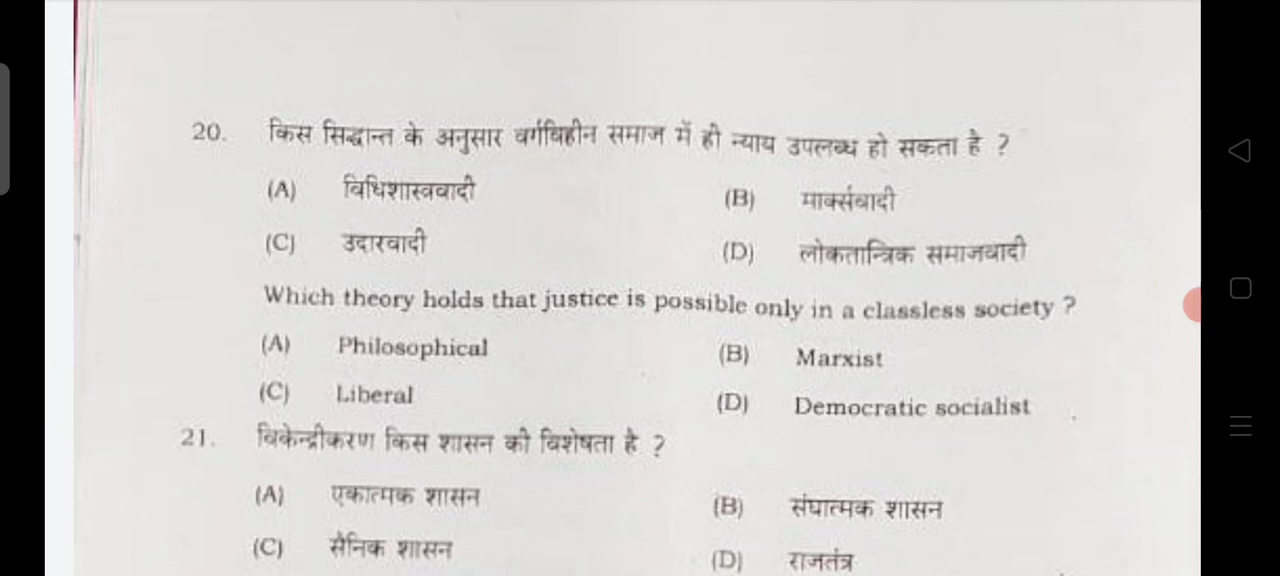 20. किस सिद्धान्त के अनुसार वर्गविहीन समाज में ही न्याय उपलब्ध हो सकता है ?
(A) विधिशास्त्रवादी (B) मार्क्सवादी
(C) उदारवादी (D) लोकतान्त्रिक समाजवादी
Which theory holds that justice is possible only in a classless society ?
(A) Philosophical (B) Marxist
(C) Liberal (D) Democratic socialist
21. विकेन्द्रीकरण किस शासन की विशेषता है ?
(A) एकात्मक शासन (B) संघात्मक शासन
(C) सैनिक शासन (D) राजतंत्र